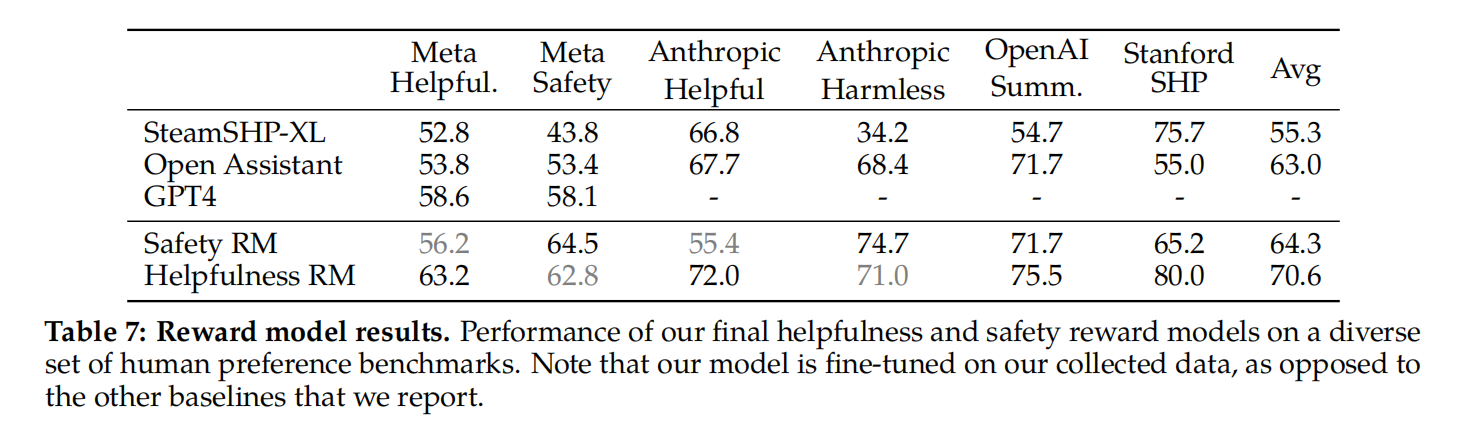 Meta Helpful. Meta Safety Anthropic Helpful Anthropic Harmless OpenAI Summ. Stanford SHP Avg
SteamSHP-XL 52.8 43.8 66.8 34.2 54.7 75.7 55.3
Open Assistant 53.8 53.4 67.7 68.4 71.7 55.0 63.0
GPT4 58.6 58.1 - - - - -
Safety RM 56.2 64.5 55.4 74.7 71.7 65.2 64.3
Helpfulness RM 63.2 62.8 72.0 71.0 75.5 80.0 70.6
Table 7: Reward model results. Performance of our final helpfulness and safety reward models on a diverse
set of human preference benchmarks. Note that our model is fine-tuned on our collected data, as opposed to
the other baselines that we report.